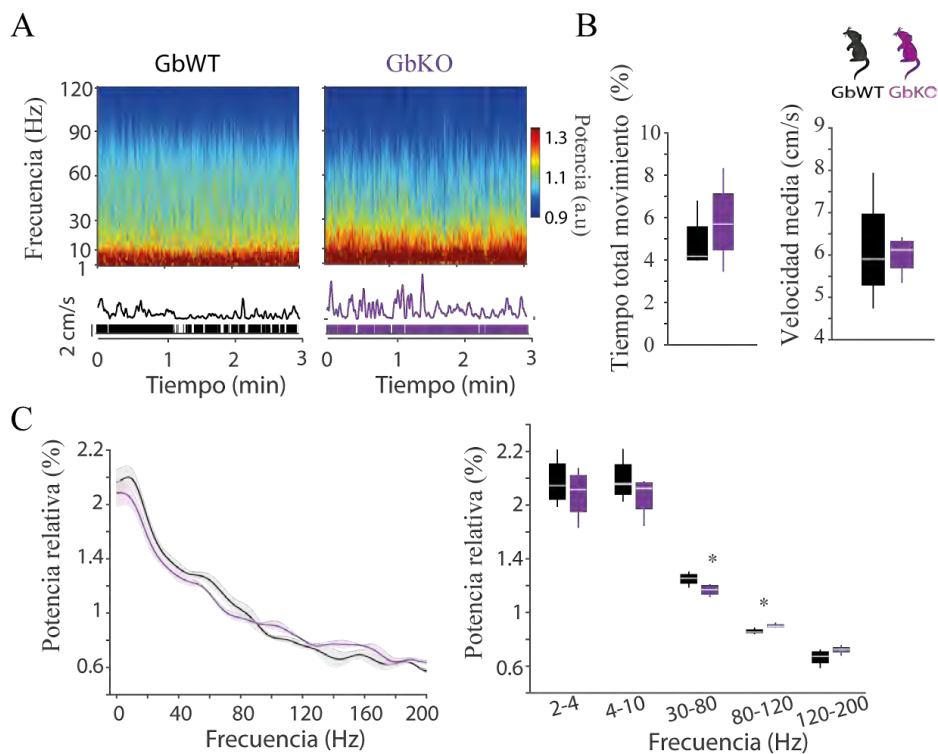 A
GbWT
GbKO
Frecuencia (Hz)
120
90
60
30
10
1
1.3
1.1
0.9
Potencia (a.u)
2 cm/s
0 1 2 3
Tiempo (min)
0 1 2 3
Tiempo (min)
B
GbWT GbKO
Tiempo total movimiento (%)
10
8
6
4
2
0
Velocidad media (cm/s)
9
8
7
6
5
4
C
Potencia relativa (%)
2.2
2
1.4
1
0.6
0 40 80 120 160 200
Frecuencia (Hz)
Potencia relativa (%)
2.2
2
1.4
1
0.6
*
*
2-4 4-10 30-80 80-120 120-200
Frecuencia (Hz)